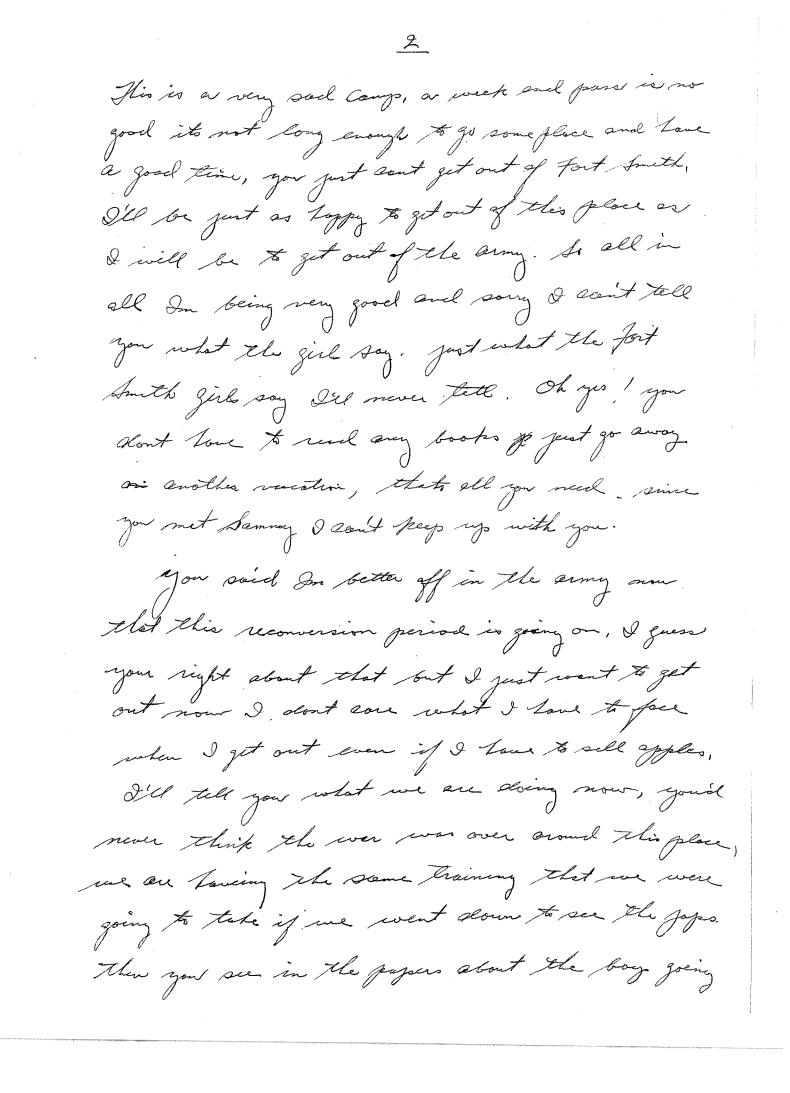 2
This is a very sad Camp, a week end pass is no
good its not long enough to go someplace and have
a good time, you just cant get out of Fort Smith,
I'll be just as happy to get out of this place as
I will be to get out of the army. So all in
all Im being very good and sorry I can't tell
you what the girl say. just what the Fort
Smith girls say I'll never tell. Oh yes! you
dont have to read any books just go away
on another vacation, thats all you need. since
you met Sammy I can't keep up with you.
You said Im better off in the army now
that this reconversion period is going on, I guess
your right about that but I just want to get
out now I dont care what I have to face
when I get out even if I have to sell apples,
I'll tell you what we are doing now, you'd
never think the war was over around this place,
we are having the same training that we were
going to take if we went down to see the japs.
then you see in the papers about the boys going